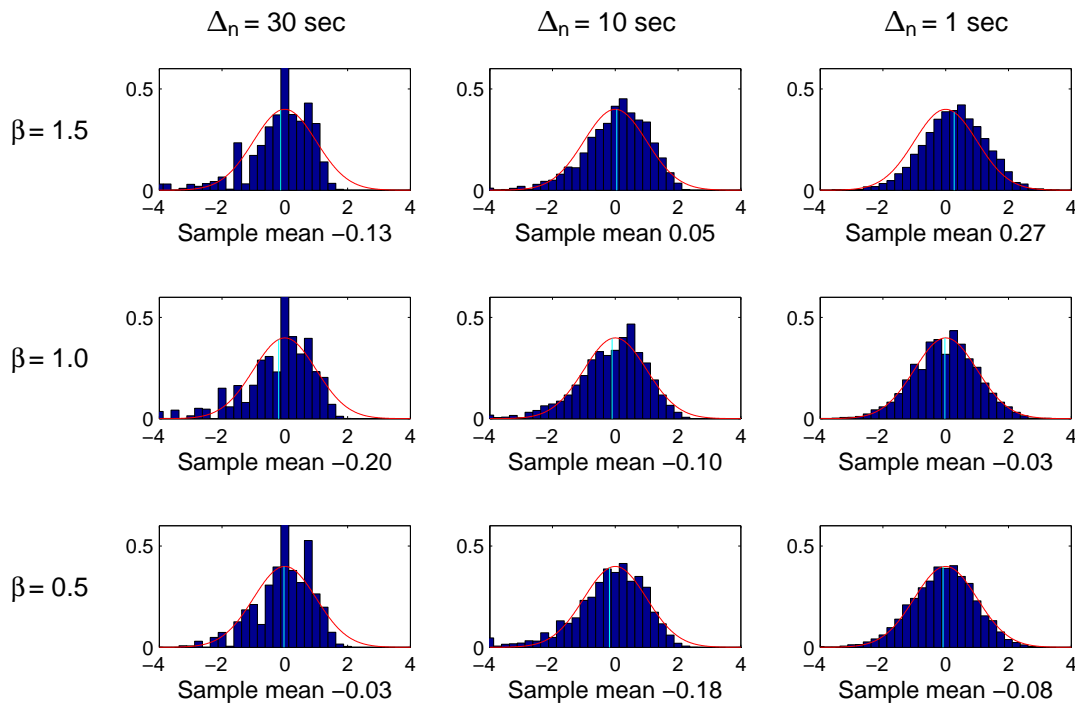 Δn = 30 sec
Δn = 10 sec
Δn = 1 sec
β = 1.5
0.5
0
−4 −2 0 2 4
Sample mean −0.13
0.5
0
−4 −2 0 2 4
Sample mean 0.05
0.5
0
−4 −2 0 2 4
Sample mean 0.27
β = 1.0
0.5
0
−4 −2 0 2 4
Sample mean −0.20
0.5
0
−4 −2 0 2 4
Sample mean −0.10
0.5
0
−4 −2 0 2 4
Sample mean −0.03
β = 0.5
0.5
0
−4 −2 0 2 4
Sample mean −0.03
0.5
0
−4 −2 0 2 4
Sample mean −0.18
0.5
0
−4 −2 0 2 4
Sample mean −0.08